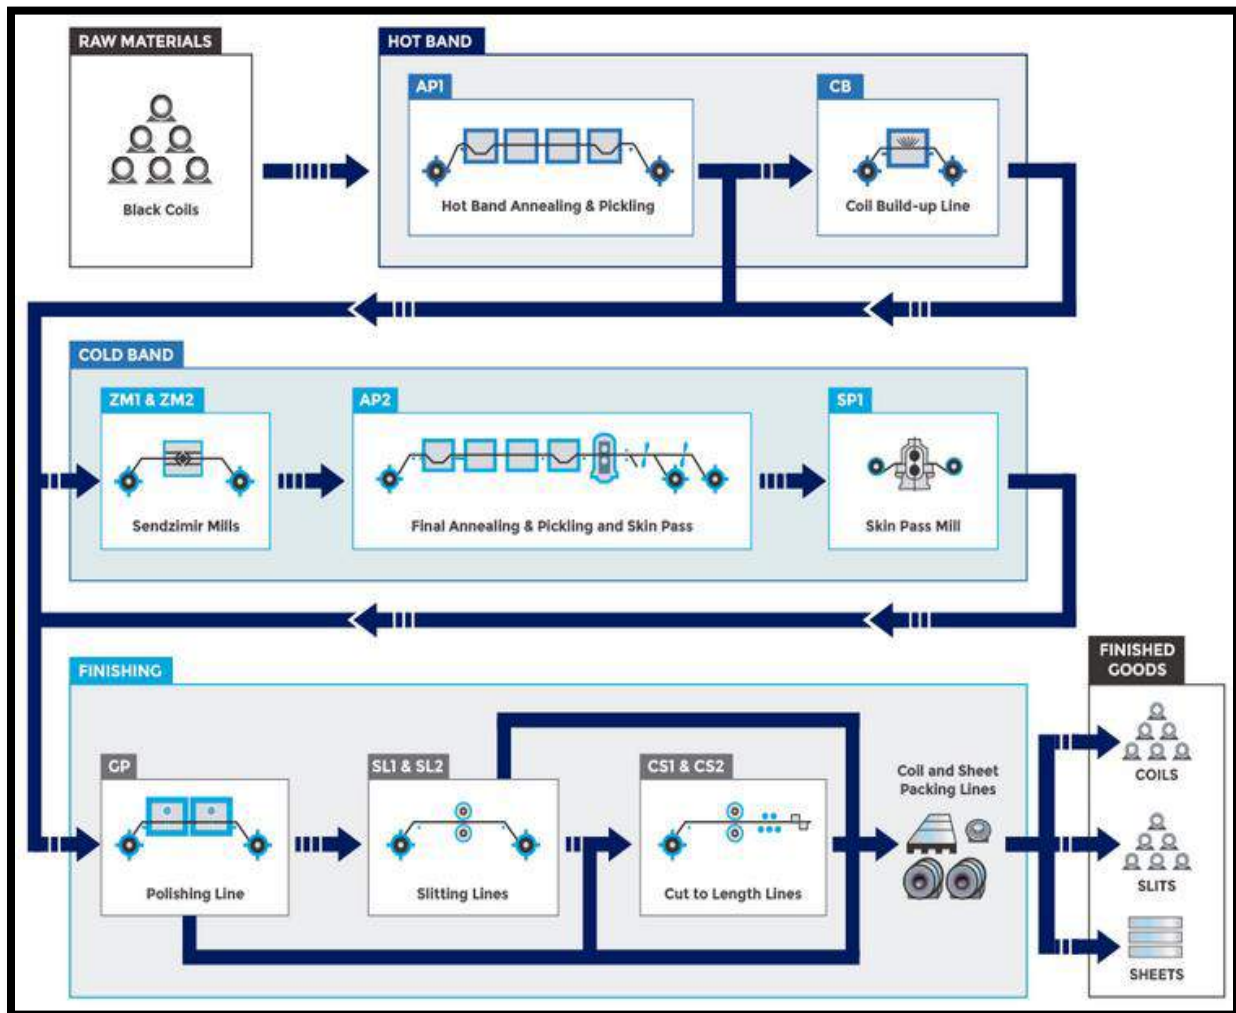 RAW MATERIALS
Black Coils
HOT BAND
AP1
Hot Band Annealing & Pickling
CB
Coil Build-up Line
COLD BAND
ZM1 & ZM2
Sendzimir Mills
AP2
Final Annealing & Pickling and Skin Pass
SP1
Skin Pass Mill
FINISHING
GP
Polishing Line
SL1 & SL2
Slitting Lines
CS1 & CS2
Cut to Length Lines
Coil and Sheet
Packing Lines
FINISHED
GOODS
COILS
SLITS
SHEETS